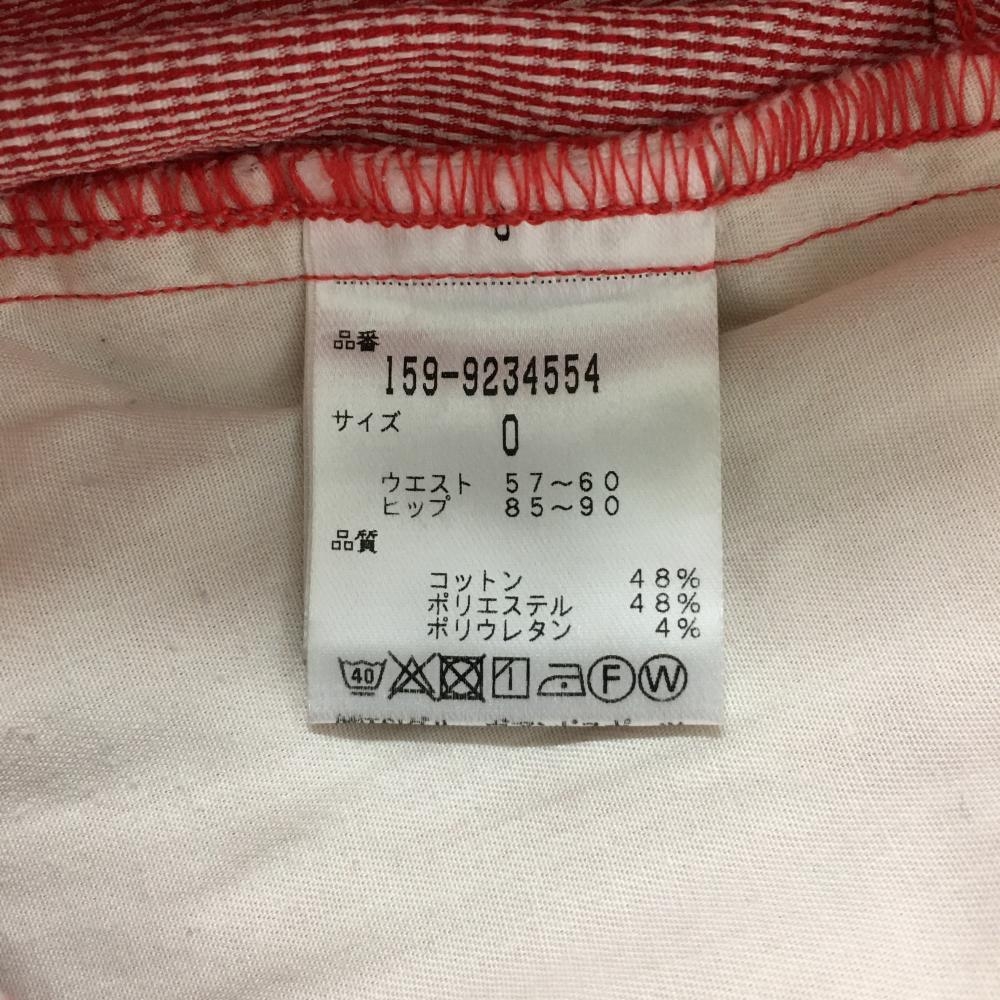 品番
159-9234554
サイズ
0
ウエスト 57～60
ヒップ 85～90
品質
コットン 48%
ポリエステル 48%
ポリウレタン 4%
40 F W